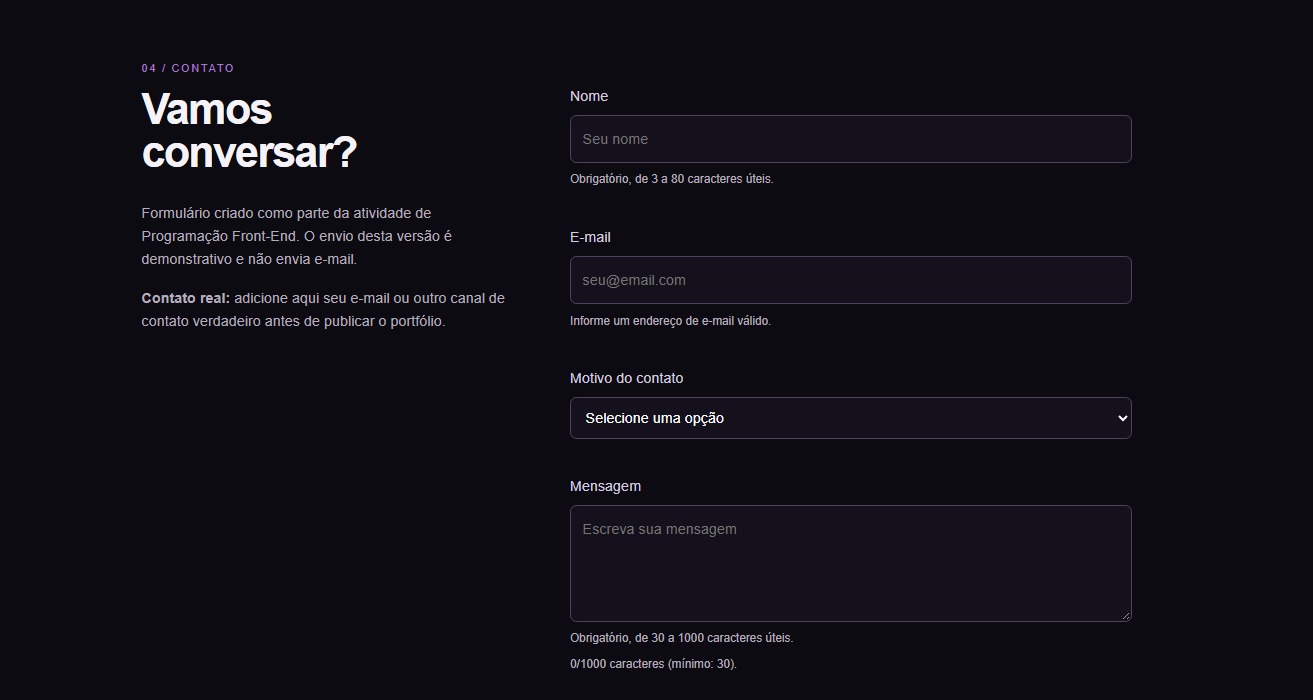 04 / CONTATO
Vamos
conversar?
Formulário criado como parte da atividade de
Programação Front-End. O envio desta versão é
demonstrativo e não envia e-mail.
Contato real: adicione aqui seu e-mail ou outro canal de
contato verdadeiro antes de publicar o portfólio.
Nome
Seu nome
Obrigatório, de 3 a 80 caracteres úteis.
E-mail
seu@email.com
Informe um endereço de e-mail válido.
Motivo do contato
Selecione uma opção
Mensagem
Escreva sua mensagem
Obrigatório, de 30 a 1000 caracteres úteis.
0/1000 caracteres (mínimo: 30).